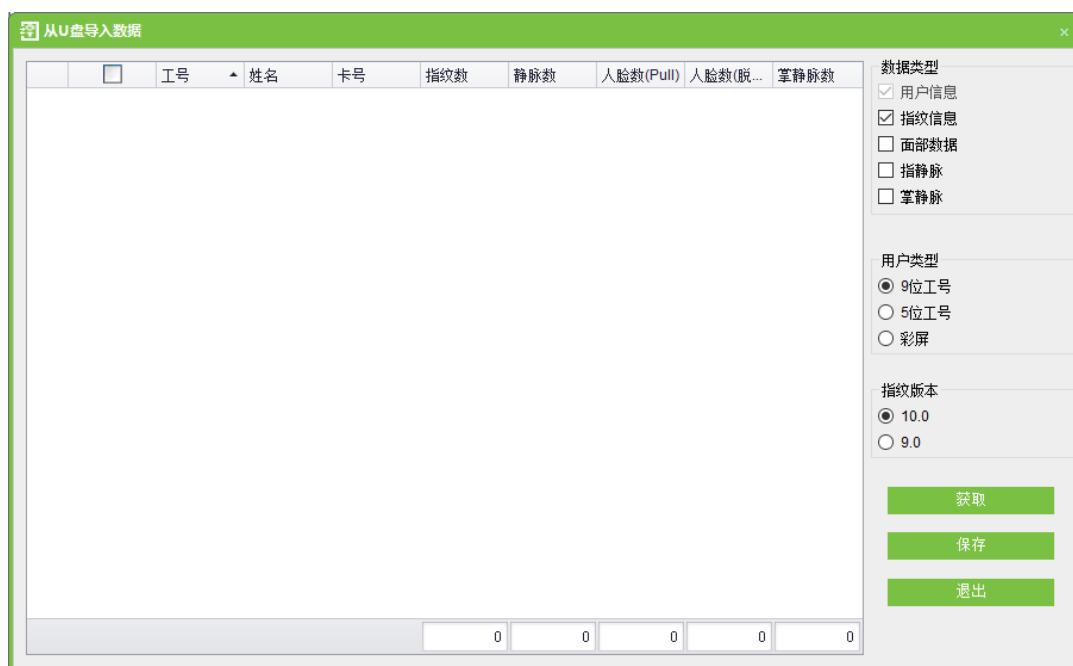 从U盘导入数据
工号 姓名 卡号 指纹数 静脉数 人脸数(Pull) 人脸数(脱... 掌静脉数
数据类型
用户信息
指纹信息
面部数据
指静脉
掌静脉
用户类型
9位工号
5位工号
彩屏
指纹版本
10.0
9.0
获取
保存
退出
0 0 0 0 0